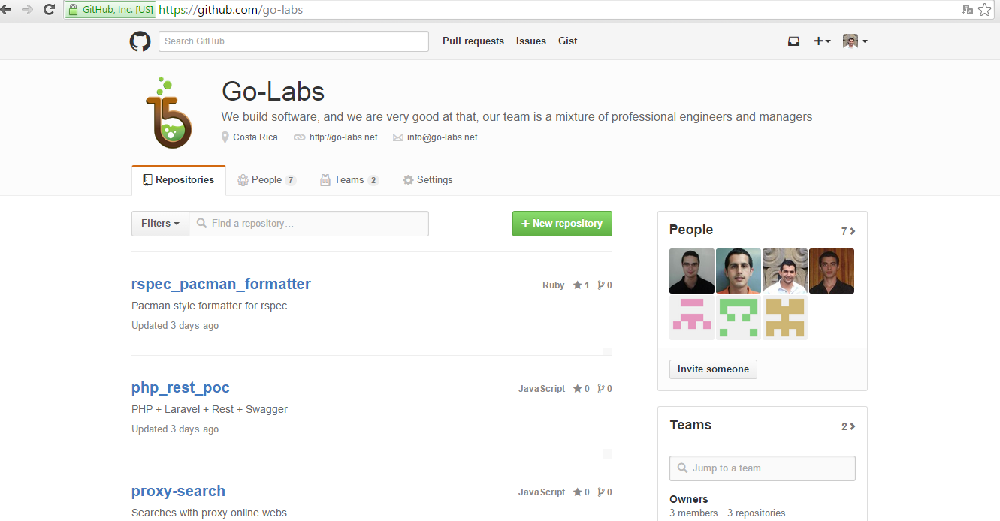 GitHub, Inc. [US] https://github.com/go-labs
Search GitHub Pull requests Issues Gist
Go-Labs
We build software, and we are very good at that, our team is a mixture of professional engineers and managers
Costa Rica http://go-labs.net info@go-labs.net
Repositories People 7 Teams 2 Settings
Filters Find a repository… + New repository
rspec_pacman_formatter Ruby 1 0
Pacman style formatter for rspec
Updated 3 days ago
php_rest_poc JavaScript 0 0
PHP + Laravel + Rest + Swagger
Updated 3 days ago
proxy-search JavaScript 0 0
Searches with proxy online webs
People 7
Invite someone
Teams 2
Jump to a team
Owners
3 members · 3 repositories